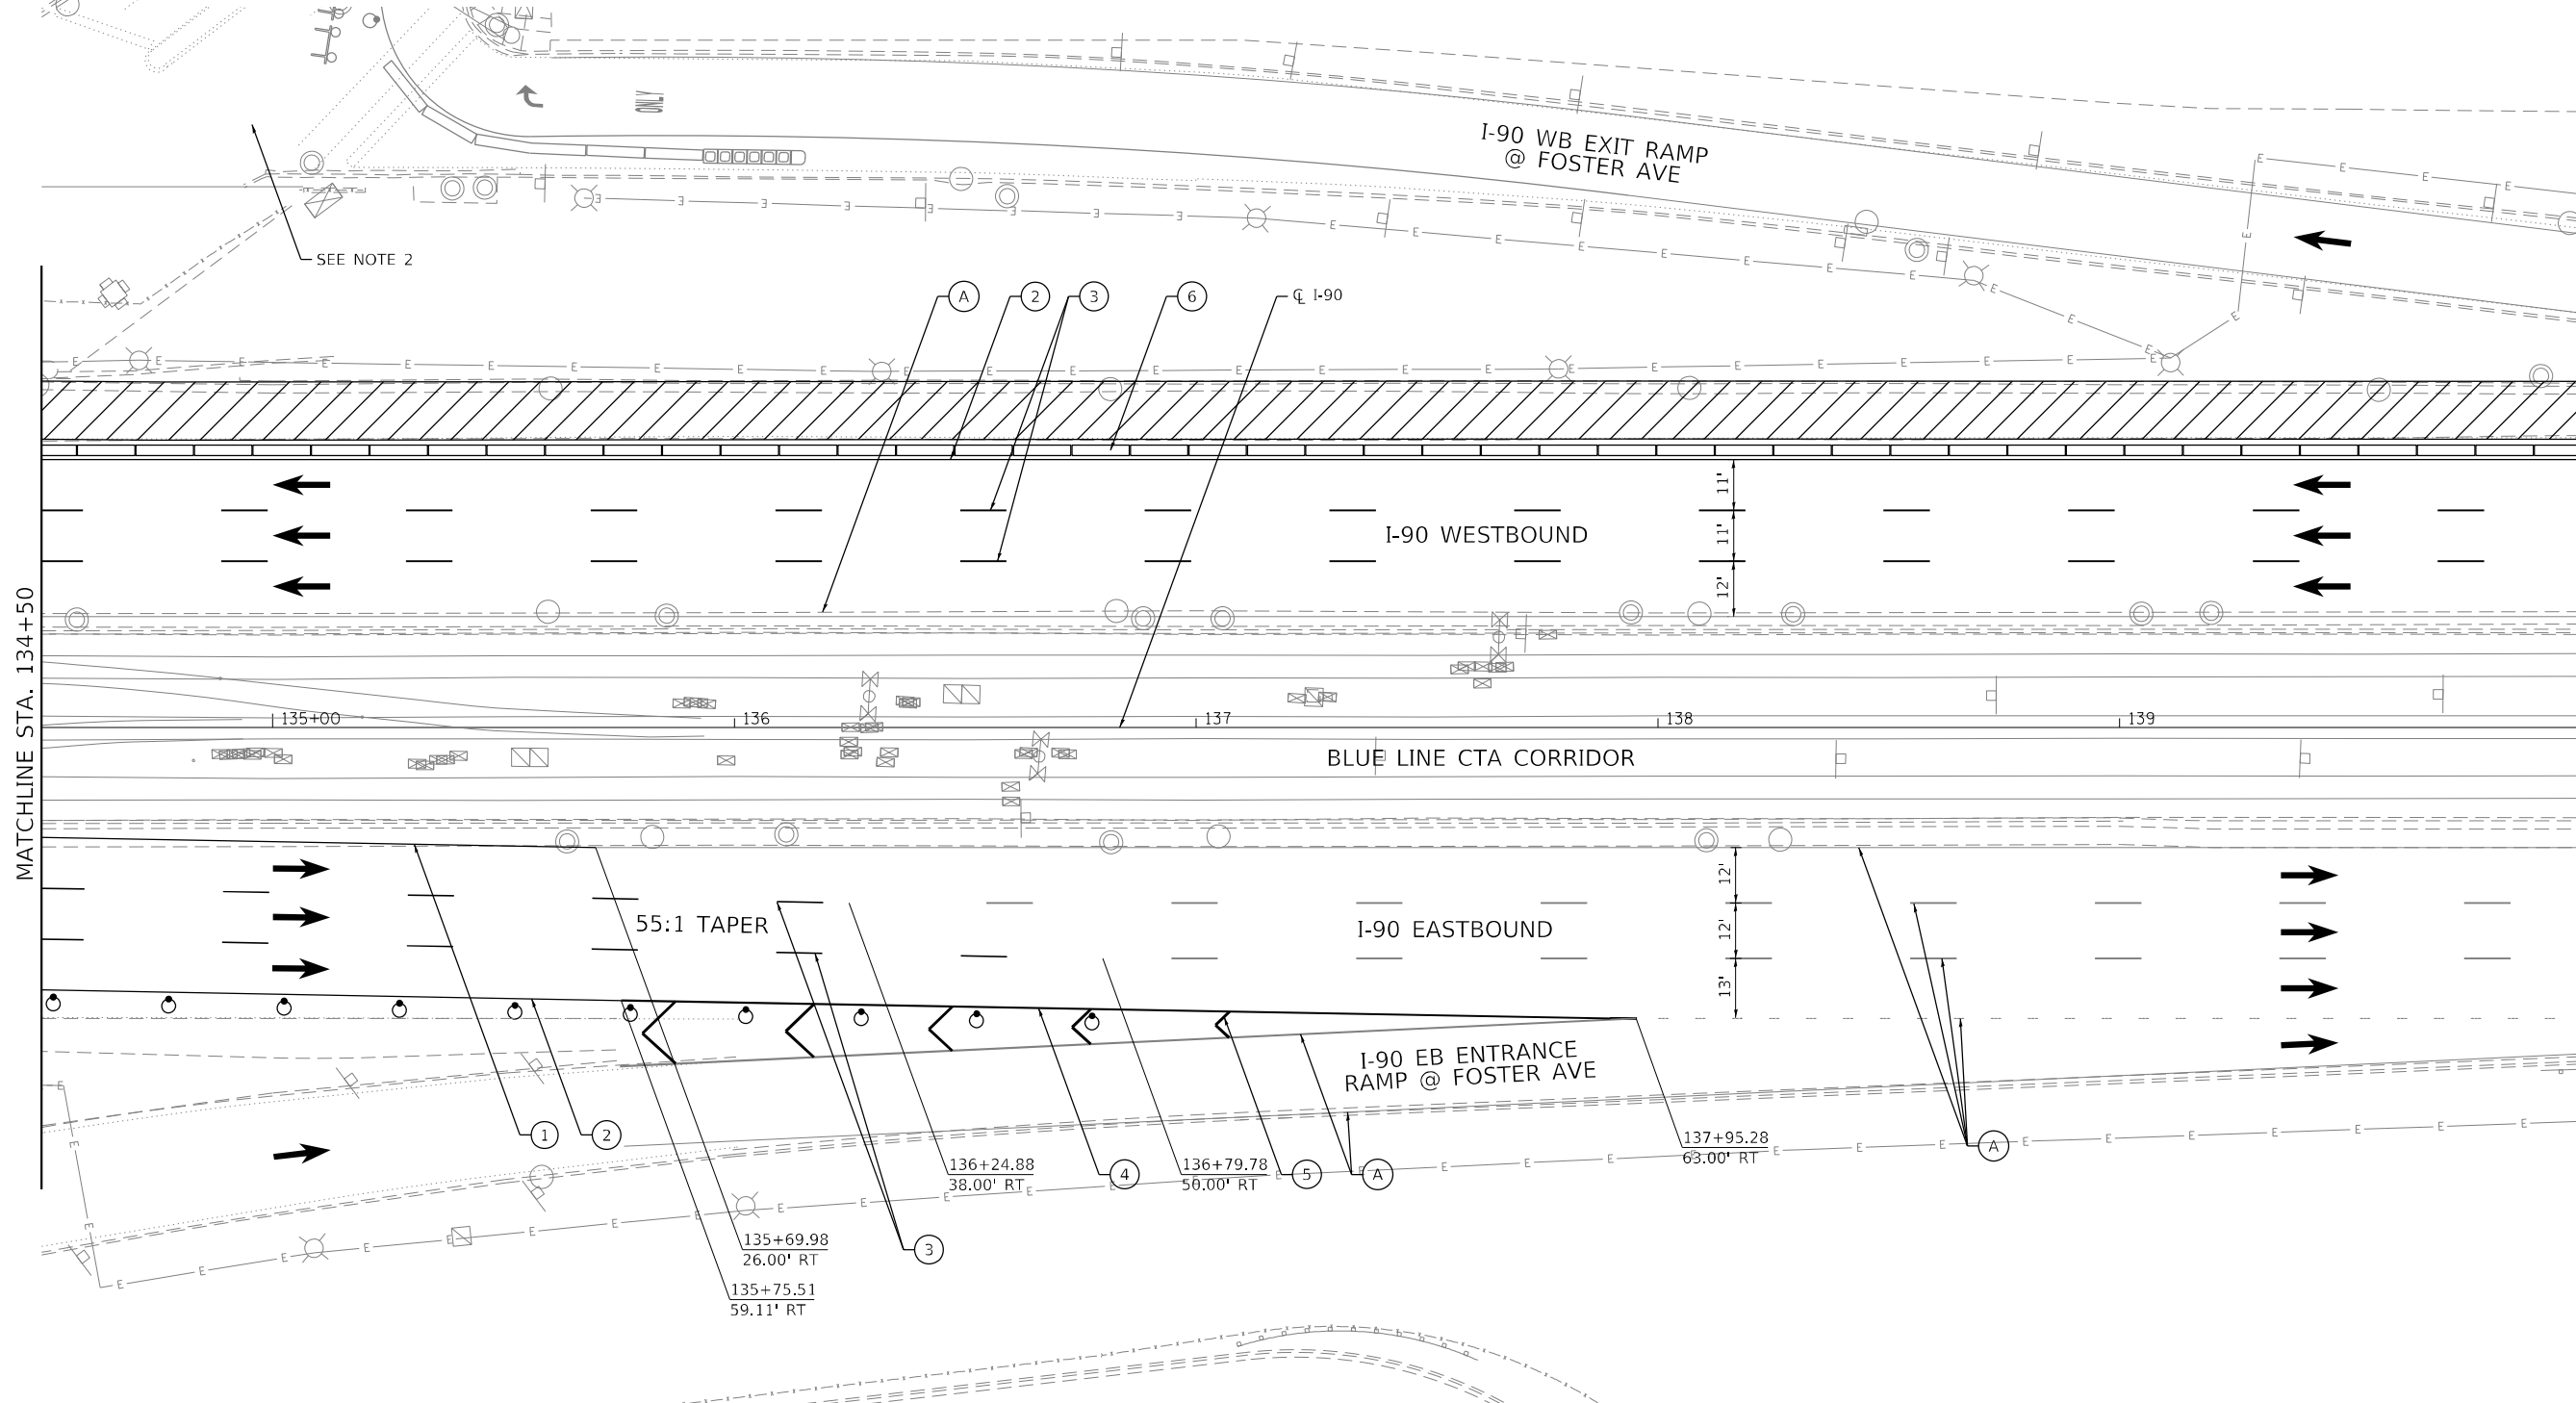 I-90 WB EXIT RAMP
@ FOSTER AVE
SEE NOTE 2
A
2
3
6
℄ I-90
11'
11'
12'
I-90 WESTBOUND
MATCHLINE STA. 134+50
135+00
136
137
138
139
BLUE LINE CTA CORRIDOR
12'
12'
13'
55:1 TAPER
I-90 EASTBOUND
I-90 EB ENTRANCE
RAMP @ FOSTER AVE
1
2
3
4
5
A
A
136+24.88
38.00' RT
136+79.78
50.00' RT
137+95.28
63.00' RT
135+69.98
26.00' RT
135+75.51
59.11' RT
E E E E E E E E